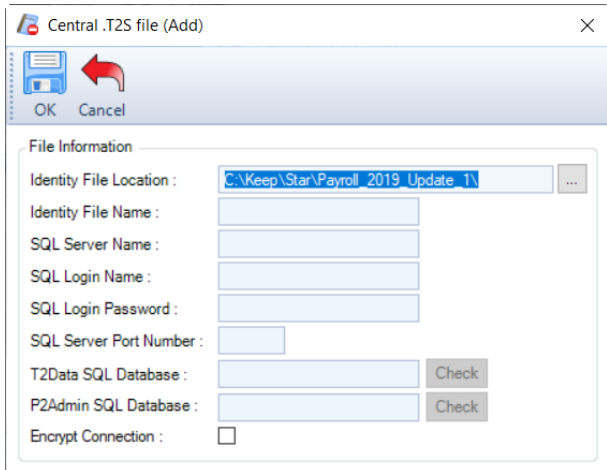 Central .T2S file (Add)
OK Cancel
File Information
Identity File Location : C:\Keep\Star\Payroll_2019_Update_1\ ...
Identity File Name :
SQL Server Name :
SQL Login Name :
SQL Login Password :
SQL Server Port Number :
T2Data SQL Database : Check
P2Admin SQL Database : Check
Encrypt Connection :